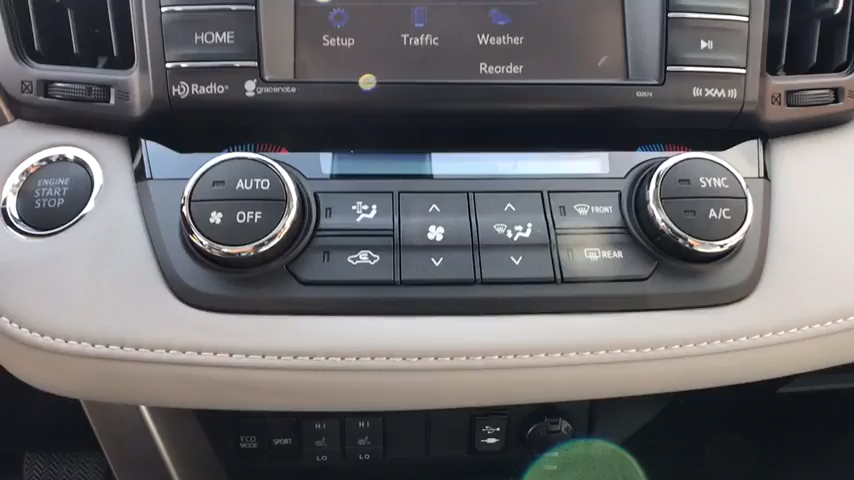 Setup Traffic Weather
Reorder
HOME
HD Radio
gracenote
XM
ENGINE
START
STOP
AUTO
OFF
FRONT
REAR
SYNC
A/C
ECO
MODE
SPORT
HI HI
LO LO